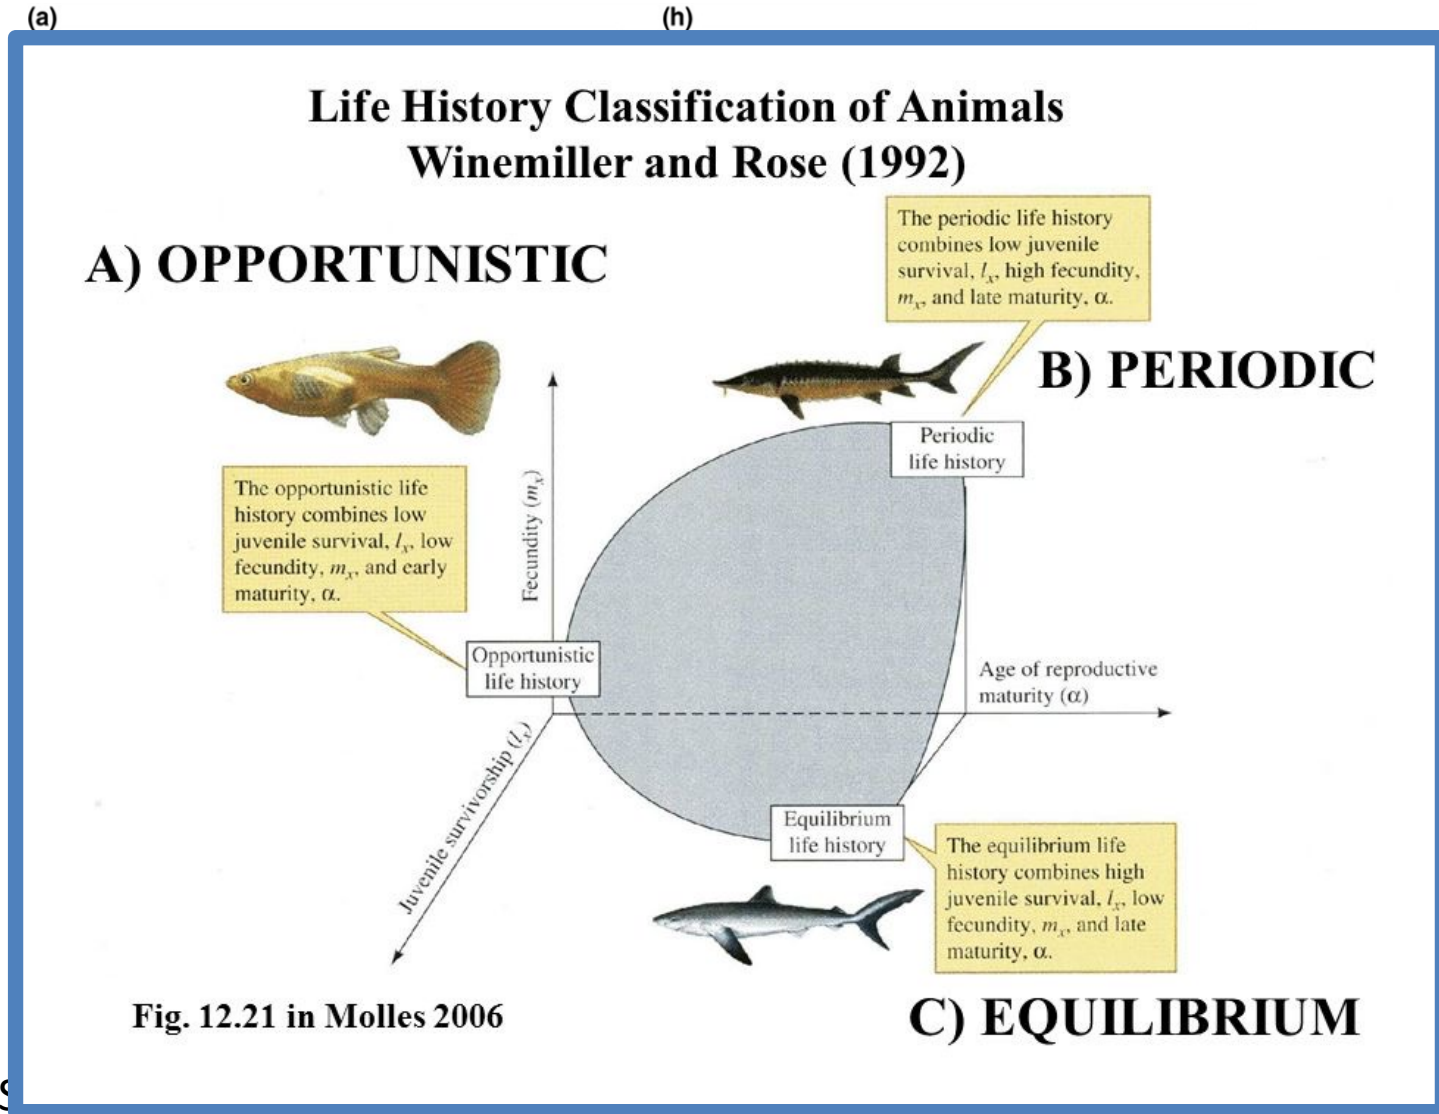 (a)
(h)
Life History Classification of Animals
Winemiller and Rose (1992)
A) OPPORTUNISTIC
The periodic life history
combines low juvenile
survival, lx, high fecundity,
mx, and late maturity, α.
B) PERIODIC
Periodic
life history
The opportunistic life
history combines low
juvenile survival, lx, low
fecundity, mx, and early
maturity, α.
Fecundity (mx)
Opportunistic
life history
Age of reproductive
maturity (α)
Juvenile survivorship (lx)
Equilibrium
life history
The equilibrium life
history combines high
juvenile survival, lx, low
fecundity, mx, and late
maturity, α.
Fig. 12.21 in Molles 2006
C) EQUILIBRIUM